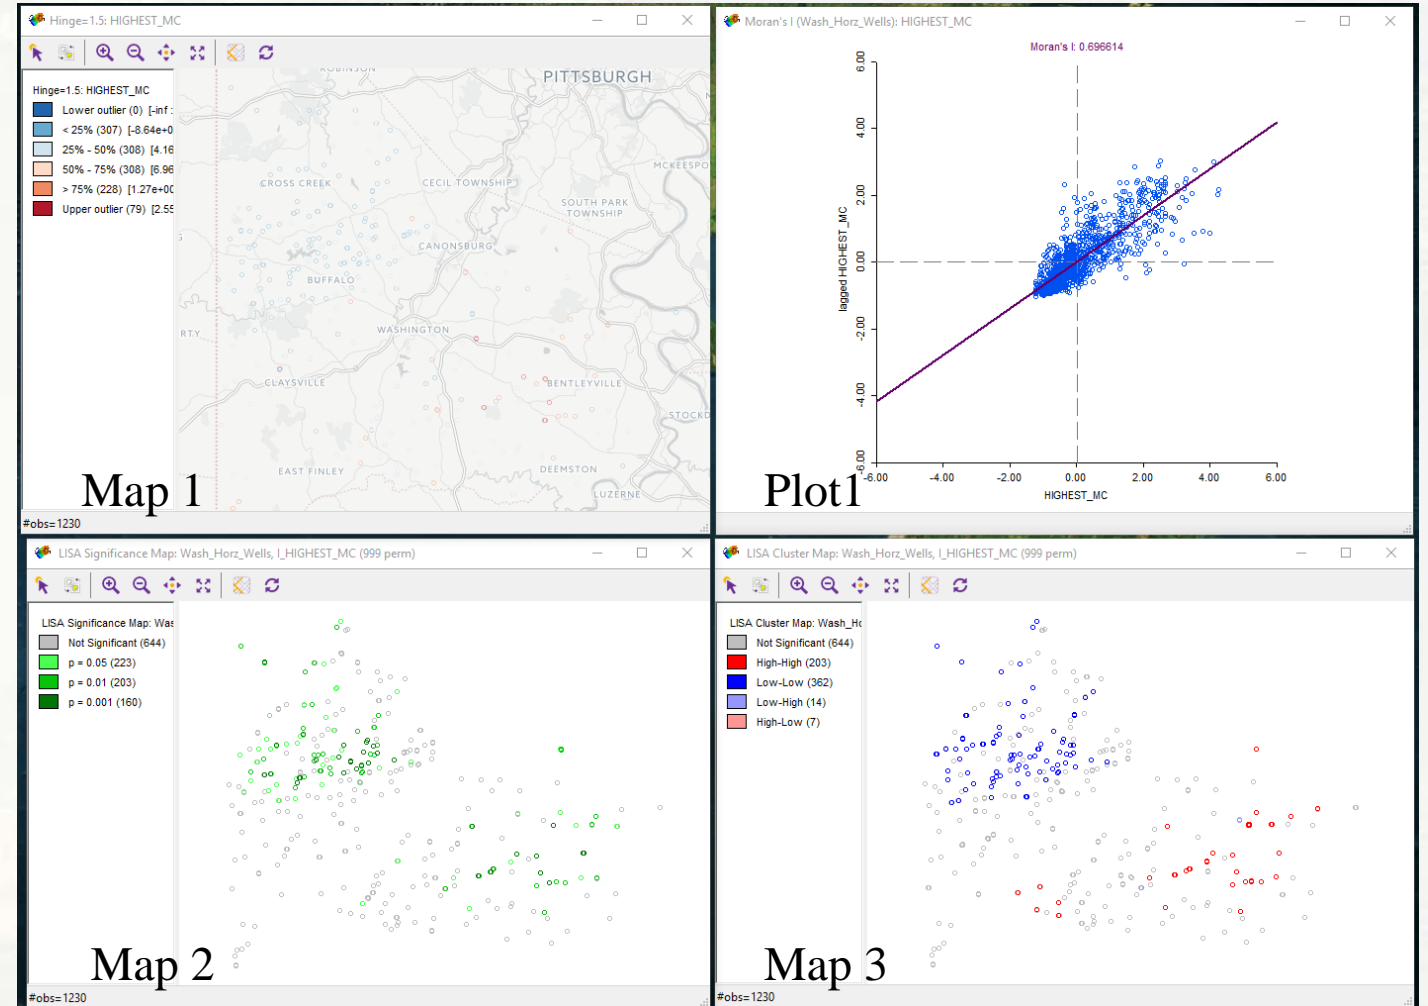 Hinge=1.5: HIGHEST_MC
Hinge=1.5: HIGHEST_MC
Lower outlier (0) [-inf :
< 25% (307) [-8.64e+0
25% - 50% (308) [4.16
50% - 75% (308) [6.96
> 75% (228) [1.27e+00
Upper outlier (79) [2.55
ROBINSON
PITTSBURGH
MCKEESPO
CROSS CREEK
CECIL TOWNSHIP
SOUTH PARK
TOWNSHIP
CANONSBURG
BUFFALO
RTY
WASHINGTON
CLAYSVILLE
BENTLEYVILLE
STOCKD
EAST FINLEY
DEEMSTON
LUZERNE
Map 1
#obs=1230
Moran's I (Wash_Horz_Wells): HIGHEST_MC
Moran's I: 0.696614
6.00
4.00
2.00
0.00
-2.00
-4.00
-6.00
lagged HIGHEST_MC
-6.00 -4.00 -2.00 0.00 2.00 4.00 6.00
HIGHEST_MC
Plot1
LISA Significance Map: Wash_Horz_Wells, I_HIGHEST_MC (999 perm)
LISA Significance Map: Was
Not Significant (644)
p = 0.05 (223)
p = 0.01 (203)
p = 0.001 (160)
Map 2
#obs=1230
LISA Cluster Map: Wash_Horz_Wells, I_HIGHEST_MC (999 perm)
LISA Cluster Map: Wash_Ho
Not Significant (644)
High-High (203)
Low-Low (362)
Low-High (14)
High-Low (7)
Map 3
#obs=1230